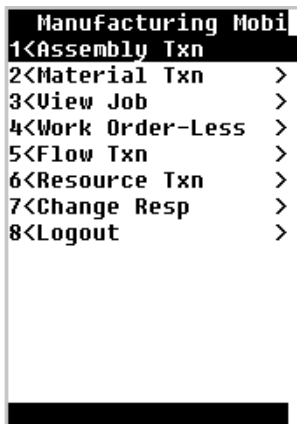 Manufacturing Mobi
1<Assembly Txn
2<Material Txn >
3<View Job >
4<Work Order-Less >
5<Flow Txn >
6<Resource Txn >
7<Change Resp >
8<Logout >